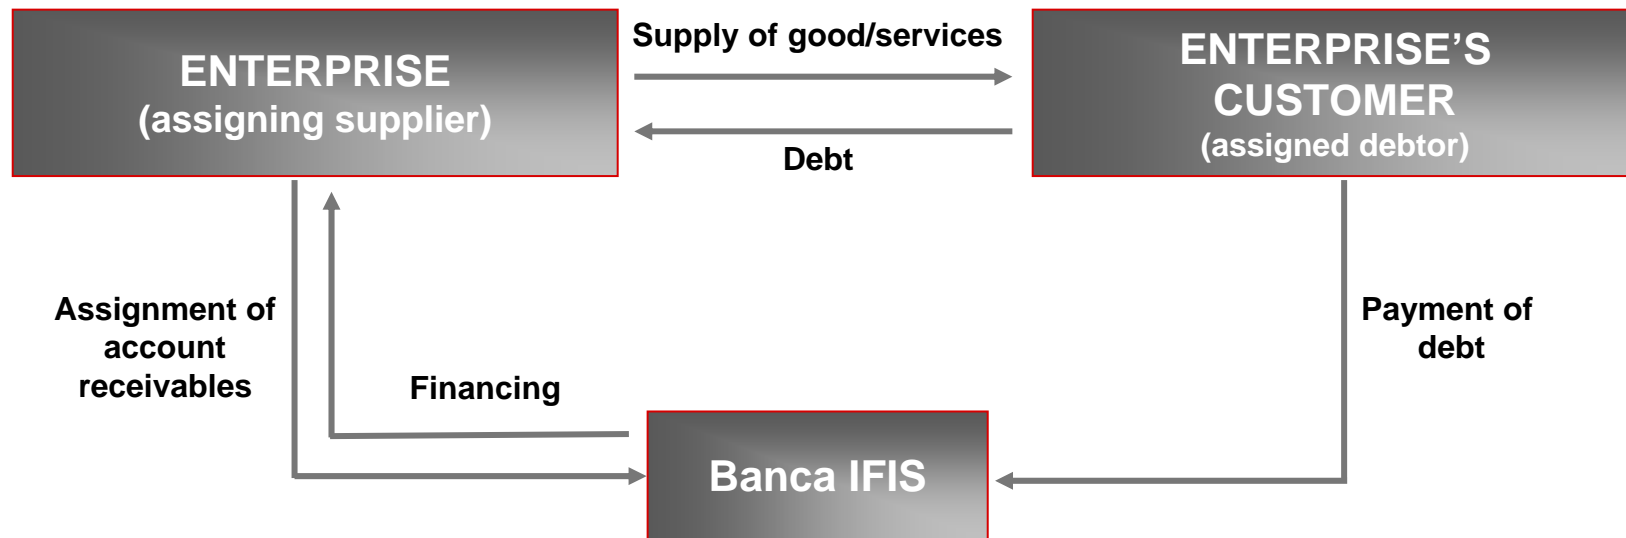 ENTERPRISE
(assigning supplier)
Supply of good/services
Debt
ENTERPRISE’S
CUSTOMER
(assigned debtor)
Assignment of
account
receivables
Financing
Payment of
debt
Banca IFIS